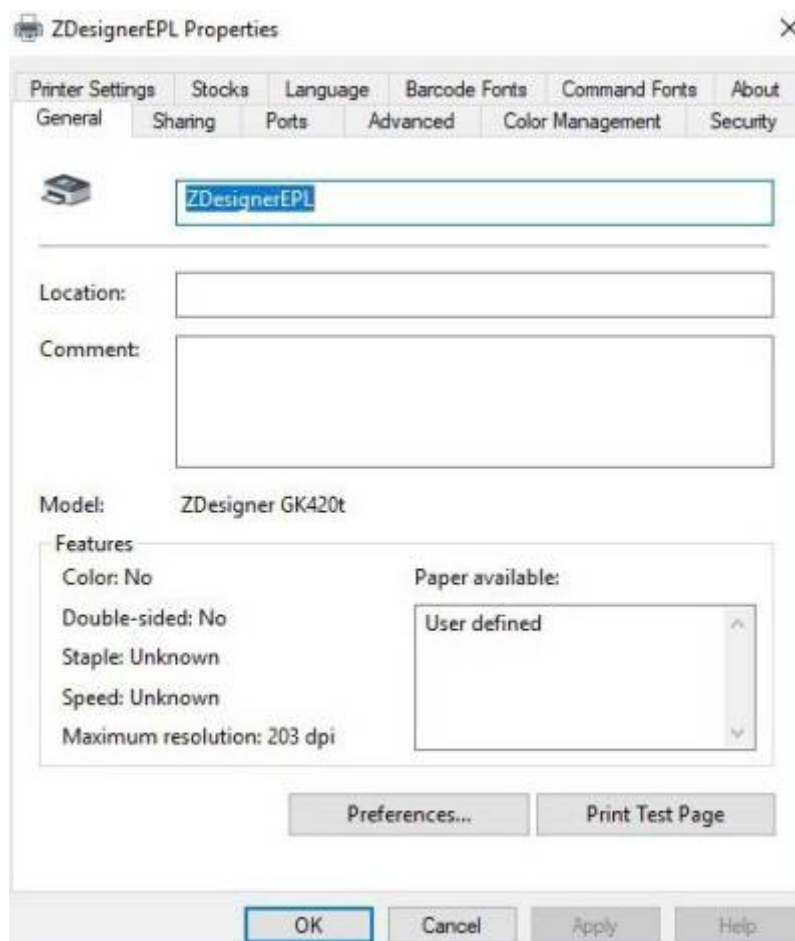 ZDesignerEPL Properties
Printer Settings Stocks Language Barcode Fonts Command Fonts About
General Sharing Ports Advanced Color Management Security
ZDesignerEPL
Location:
Comment:
Model: ZDesigner GK420t
Features
Color: No
Paper available:
Double-sided: No
User defined
Staple: Unknown
Speed: Unknown
Maximum resolution: 203 dpi
Preferences... Print Test Page
OK Cancel Apply Help